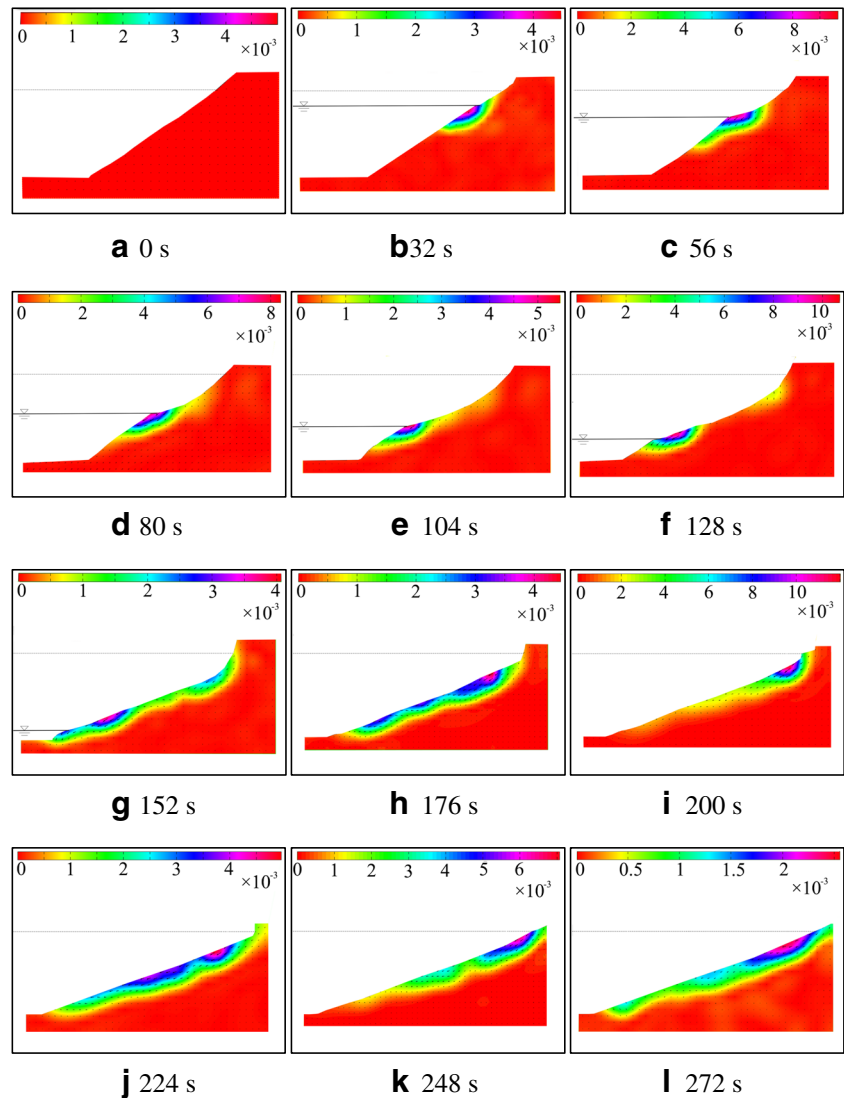 0 1 2 3 4
×10⁻³
a 0 s
0 1 2 3 4
×10⁻³
b32 s
0 2 4 6 8
×10⁻³
c 56 s
0 2 4 6 8
×10⁻³
d 80 s
0 1 2 3 4 5
×10⁻³
e 104 s
0 2 4 6 8 10
×10⁻³
f 128 s
0 1 2 3 4
×10⁻³
g 152 s
0 1 2 3 4
×10⁻³
h 176 s
0 2 4 6 8 10
×10⁻³
i 200 s
0 1 2 3 4
×10⁻³
j 224 s
0 1 2 3 4 5 6
×10⁻³
k 248 s
0 0.5 1 1.5 2
×10⁻³
l 272 s